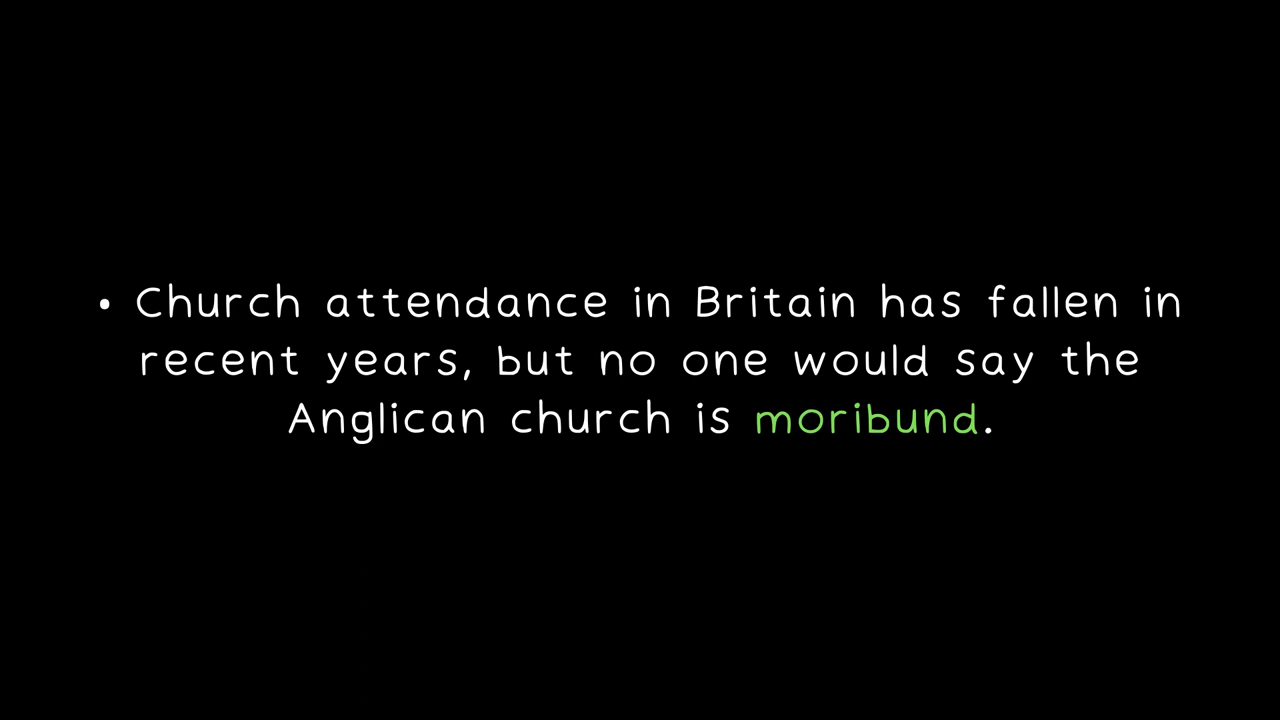 • Church attendance in Britain has fallen in
recent years, but no one would say the
Anglican church is moribund.